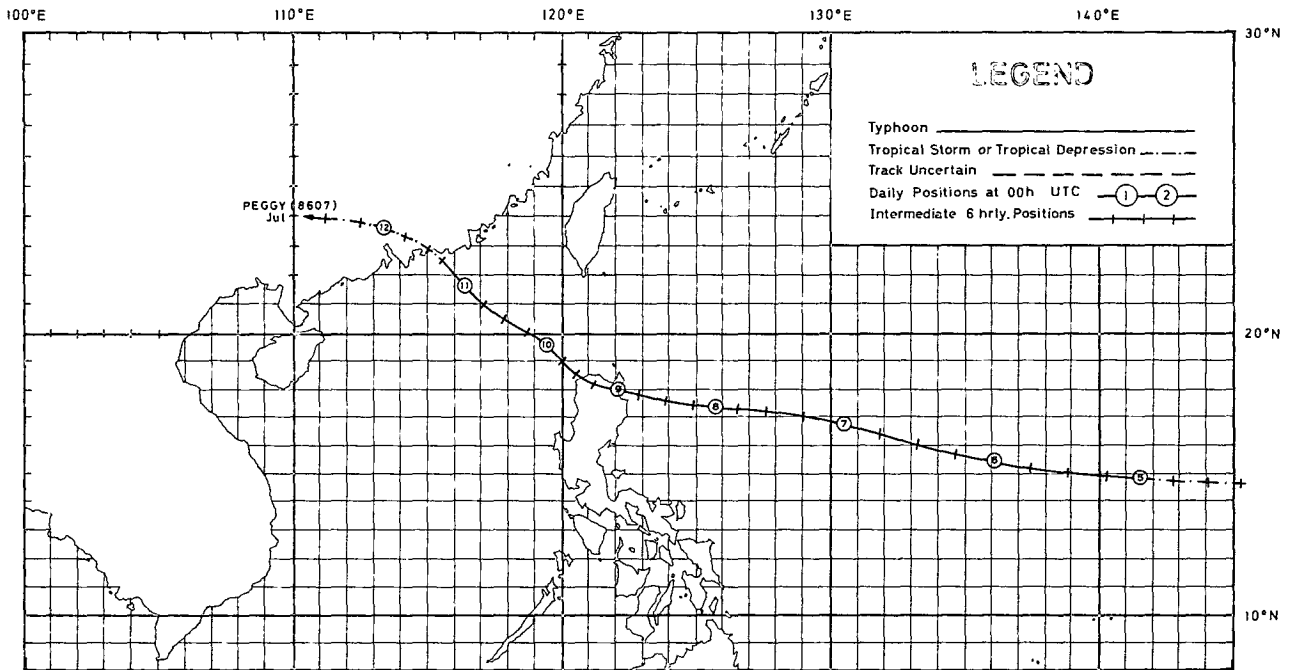 100°E 110°E 120°E 130°E 140°E
30°N
LEGEND
Typhoon
Tropical Storm or Tropical Depression
Track Uncertain
Daily Positions at 00h UTC 1 2
Intermediate 6 hrly. Positions
PEGGY (8607)
Jul
12
11
20°N
10
9
8
7
6
5
10°N